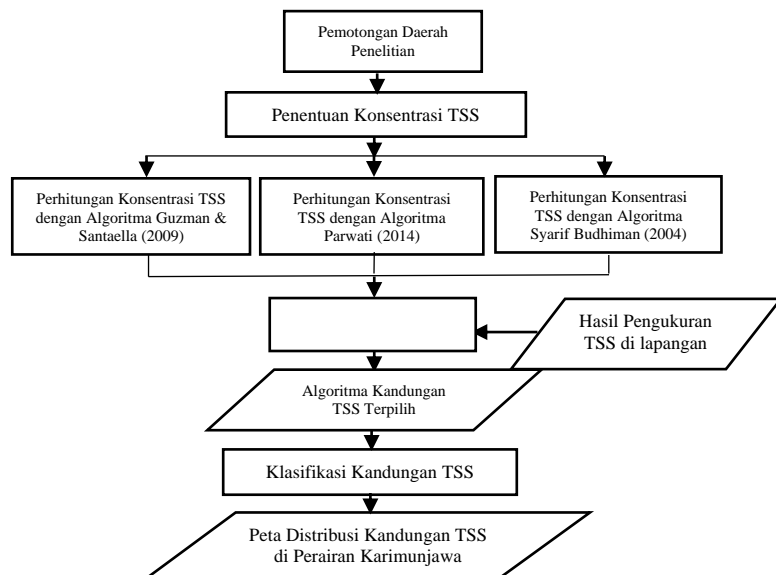 Pemotongan Daerah
Penelitian
Penentuan Konsentrasi TSS
Perhitungan Konsentrasi TSS
dengan Algoritma Guzman &
Santaella (2009)
Perhitungan Konsentrasi
TSS dengan Algoritma
Parwati (2014)
Perhitungan Konsentrasi
TSS dengan Algoritma
Syarif Budhiman (2004)
Hasil Pengukuran
TSS di lapangan
Algoritma Kandungan
TSS Terpilih
Klasifikasi Kandungan TSS
Peta Distribusi Kandungan TSS
di Perairan Karimunjawa